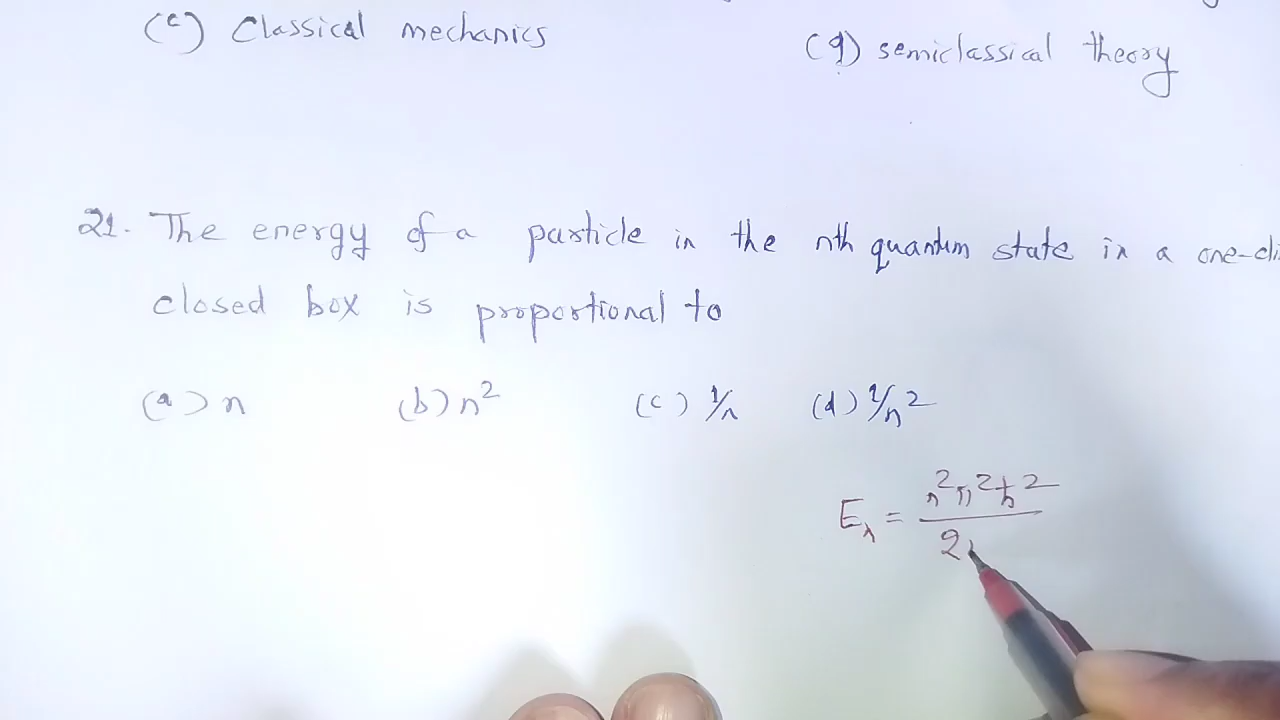 (c) Classical mechanics
(d) semiclassical theory
21. The energy of a particle in the nth quantum state in a one-di
closed box is proportional to
(a) n (b) n² (c) 1/n (d) 1/n²
Eₙ = n²π²ħ² / 2